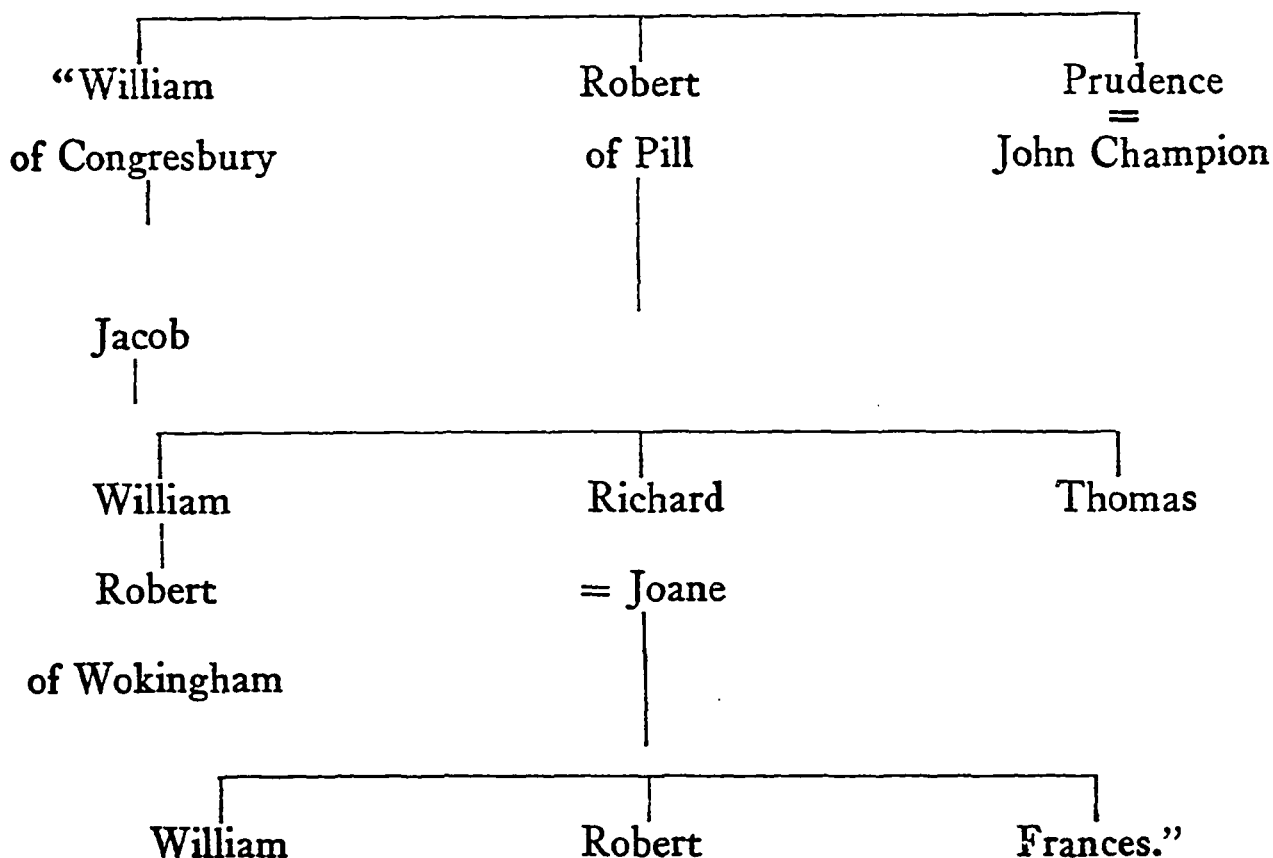 “William Robert Prudence
=
of Congresbury of Pill John Champion
Jacob
William Richard Thomas
Robert = Joane
of Wokingham
William Robert Frances.”